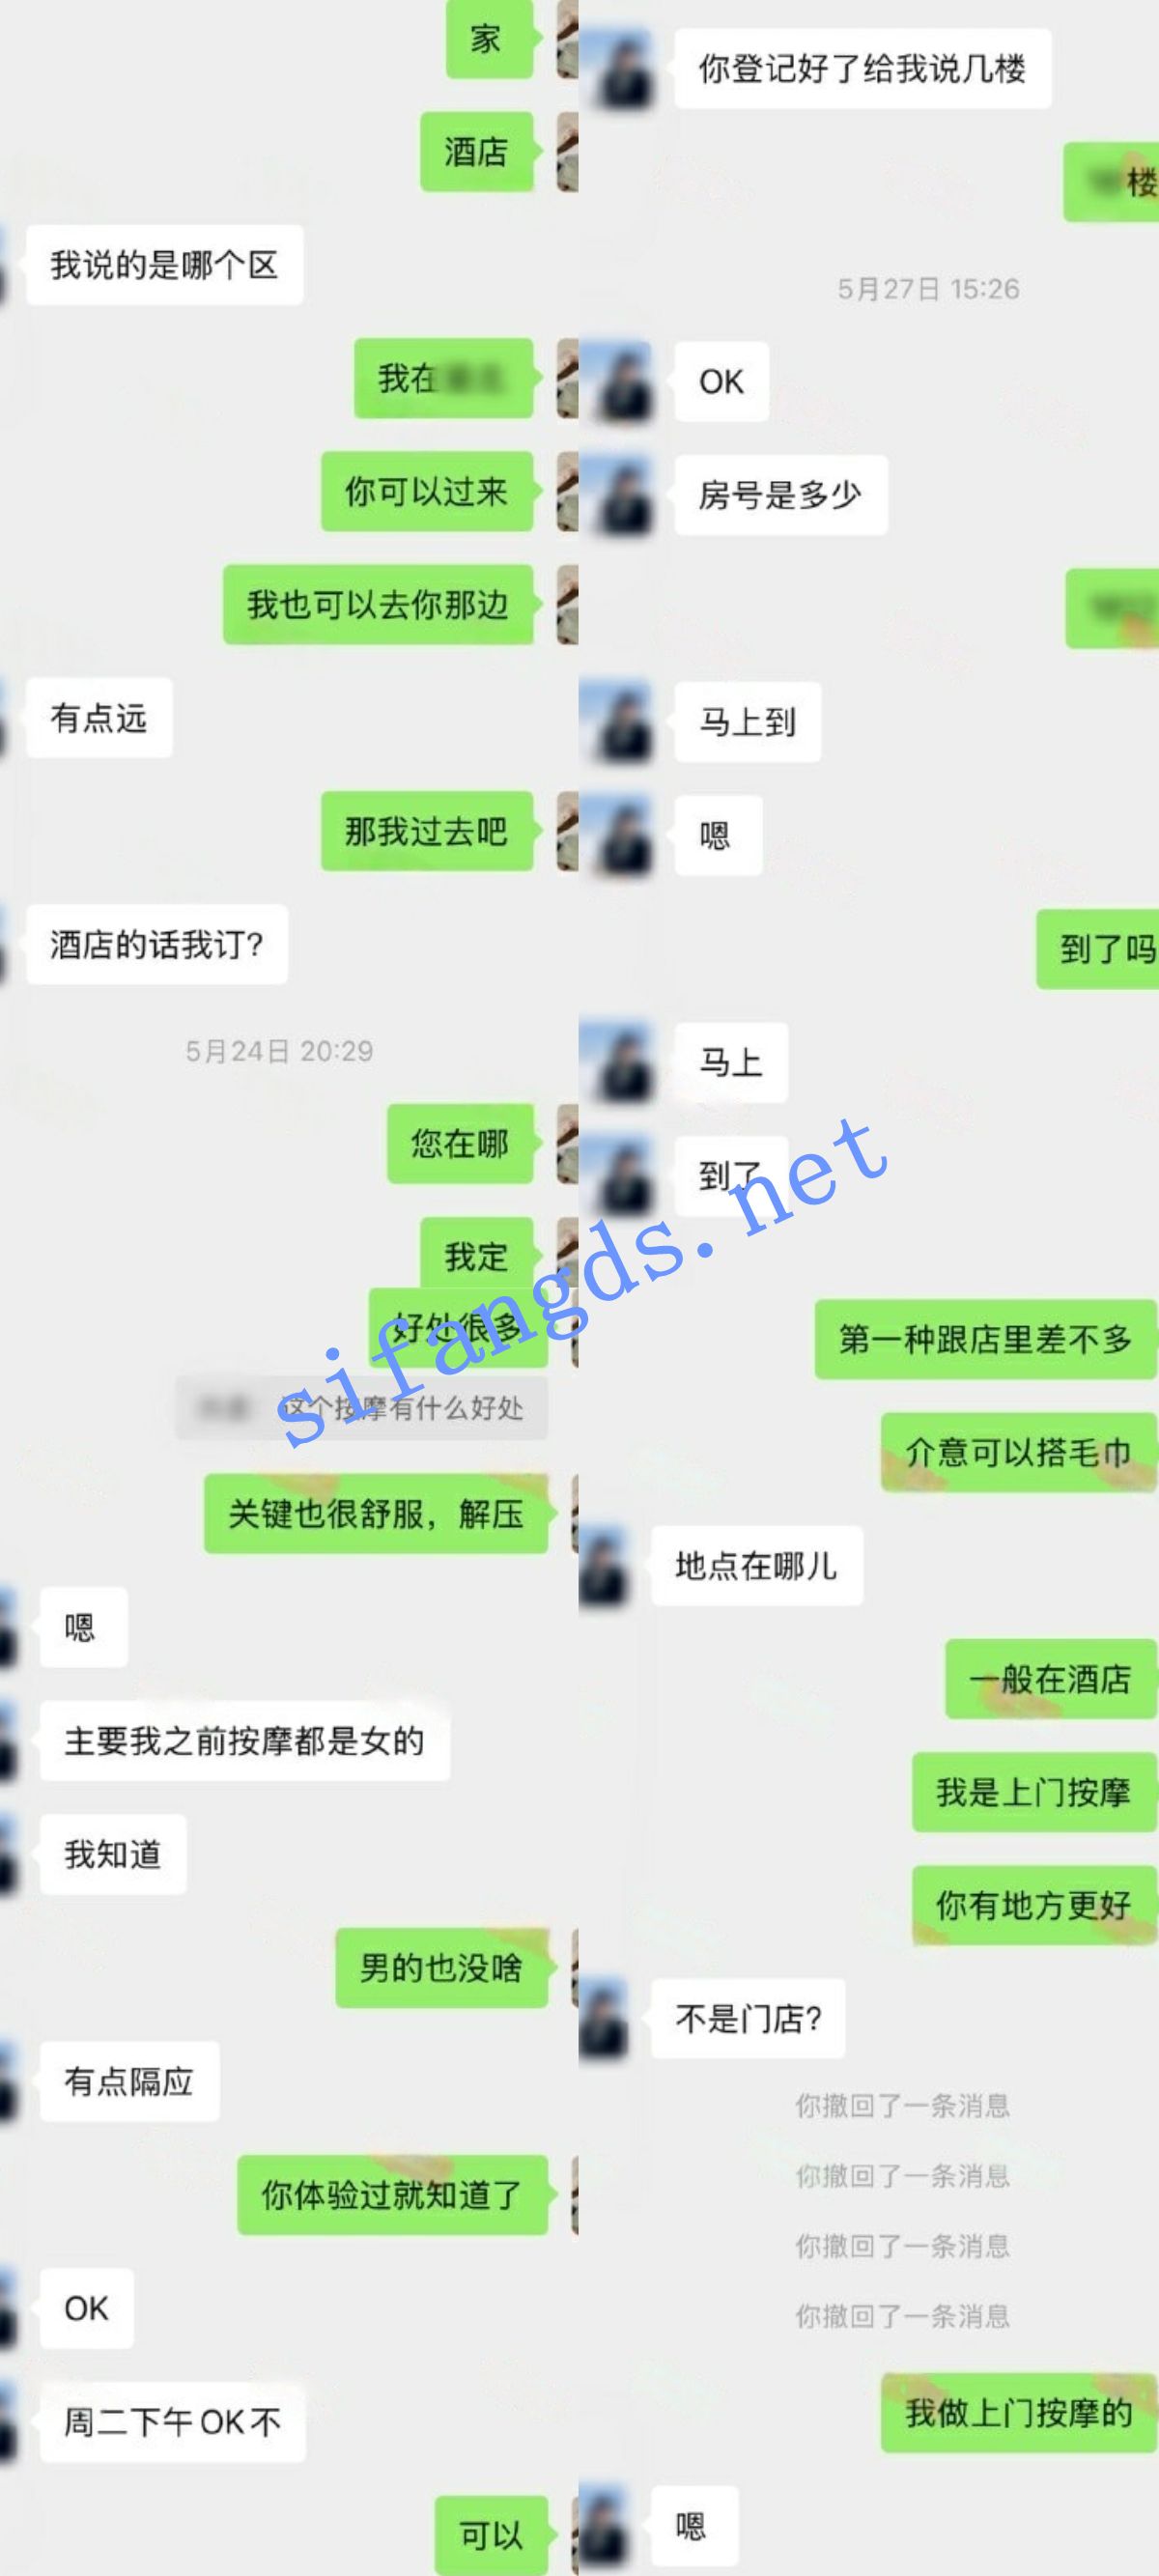 家
酒店
我说的是哪个区
我在
你可以过来
我也可以去你那边
有点远
那我过去吧
酒店的话我订?
5月24日 20:29
您在哪
我定
好处很多
这个按摩有什么好处
关键也很舒服，解压
嗯
主要我之前按摩都是女的
我知道
男的也没啥
有点隔应
你体验过就知道了
OK
周二下午OK不
可以
你登记好了给我说几楼
楼
5月27日 15:26
OK
房号是多少
马上到
嗯
到了吗
马上
到了
第一种跟店里差不多
介意可以搭毛巾
地点在哪儿
一般在酒店
我是上门按摩
你有地方更好
不是门店?
你撤回了一条消息
你撤回了一条消息
你撤回了一条消息
你撤回了一条消息
我做上门按摩的
嗯
sifangds.net